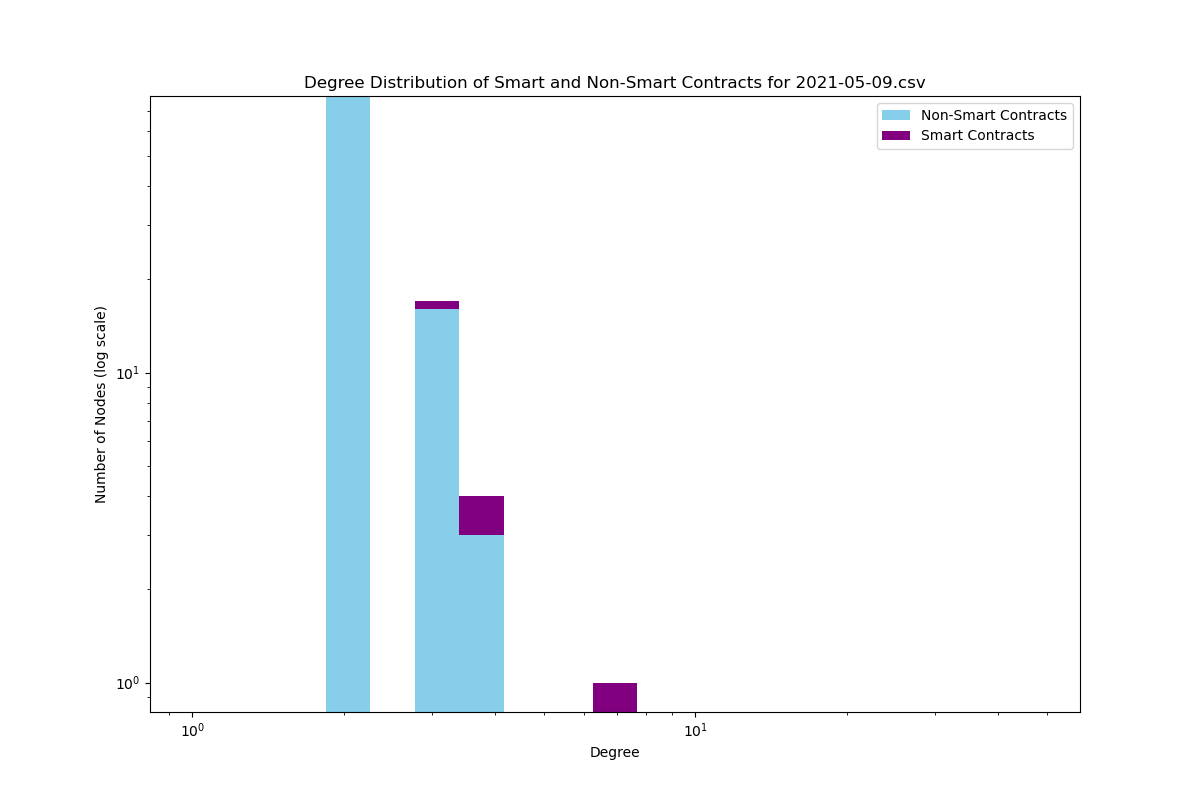 Degree Distribution of Smart and Non-Smart Contracts for 2021-05-09.csv
Non-Smart Contracts
Smart Contracts
Number of Nodes (log scale)
10¹
10⁰
10⁰ 10¹
Degree